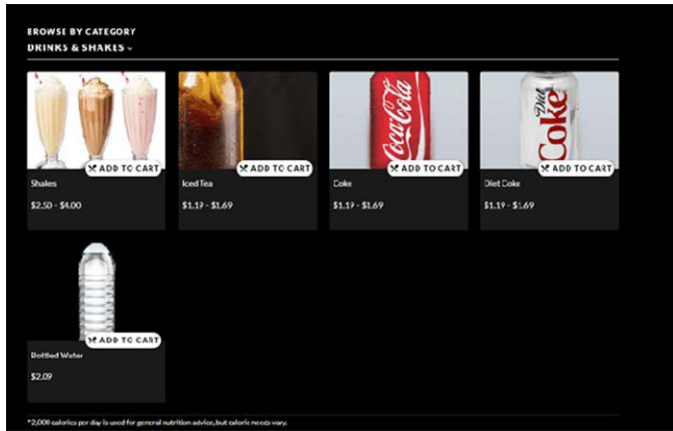 BROWSE BY CATEGORY
DRINKS & SHAKES
ADD TO CART
ADD TO CART
Coca-Cola
ADD TO CART
Diet Coke
ADD TO CART
Shakes
Iced Tea
Coke
Diet Coke
$2.50 - $4.00
$1.19 - $1.69
$1.19 - $1.69
$1.19 - $1.69
ADD TO CART
Bottled Water
$2.09
*2,000 calories per day is used for general nutrition advice, but calorie needs vary.